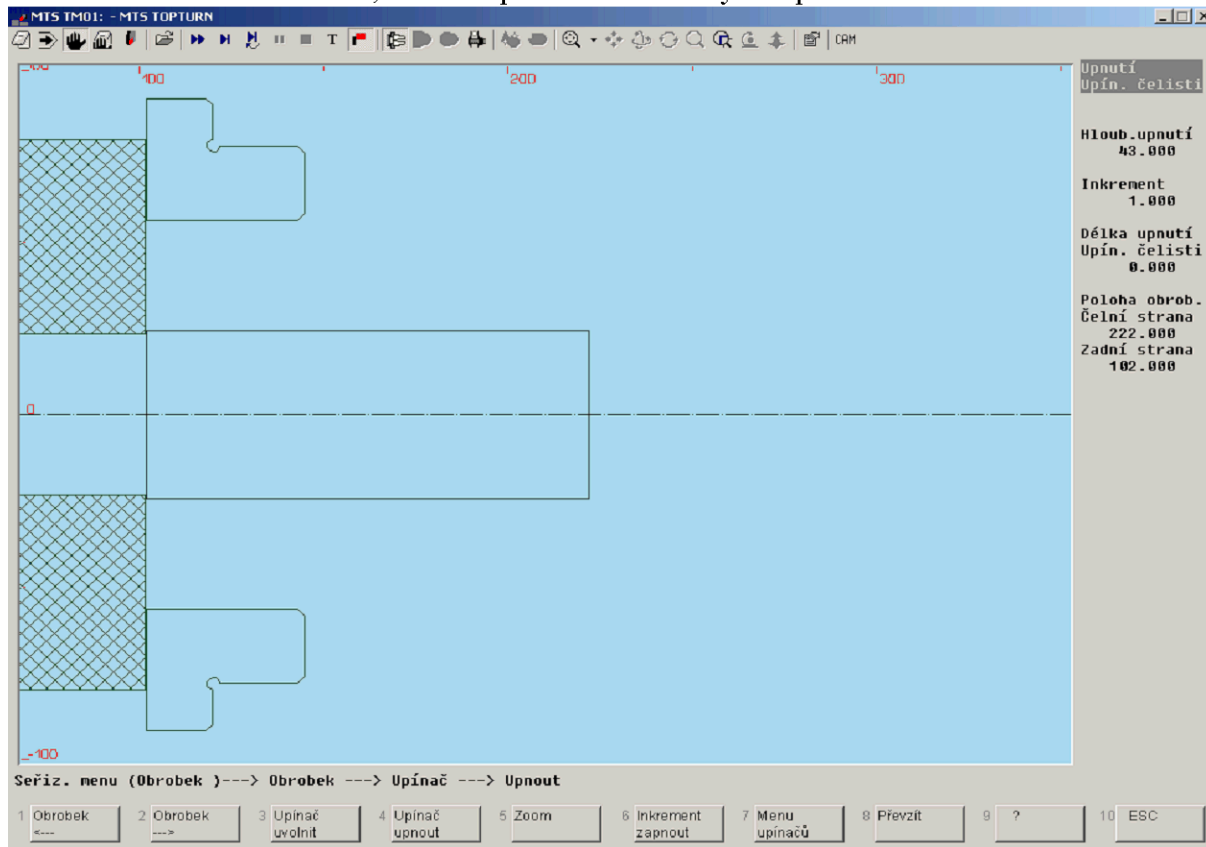 MTS TM01: - MTS TOPTURN
T
CAM
100
200
300
0
-100
Upnutí
Upín. čelisti
Hloub.upnutí
43.000
Inkrement
1.000
Délka upnutí
Upín. čelisti
0.000
Poloha obrob.
Čelní strana
222.000
Zadní strana
102.000
Seřiz. menu (Obrobek )---> Obrobek ---> Upínač ---> Upnout
1 Obrobek <---
2 Obrobek --->
3 Upínač uvolnit
4 Upínač upnout
5 Zoom
6 Inkrement zapnout
7 Menu upínačů
8 Převzít
9 ?
10 ESC